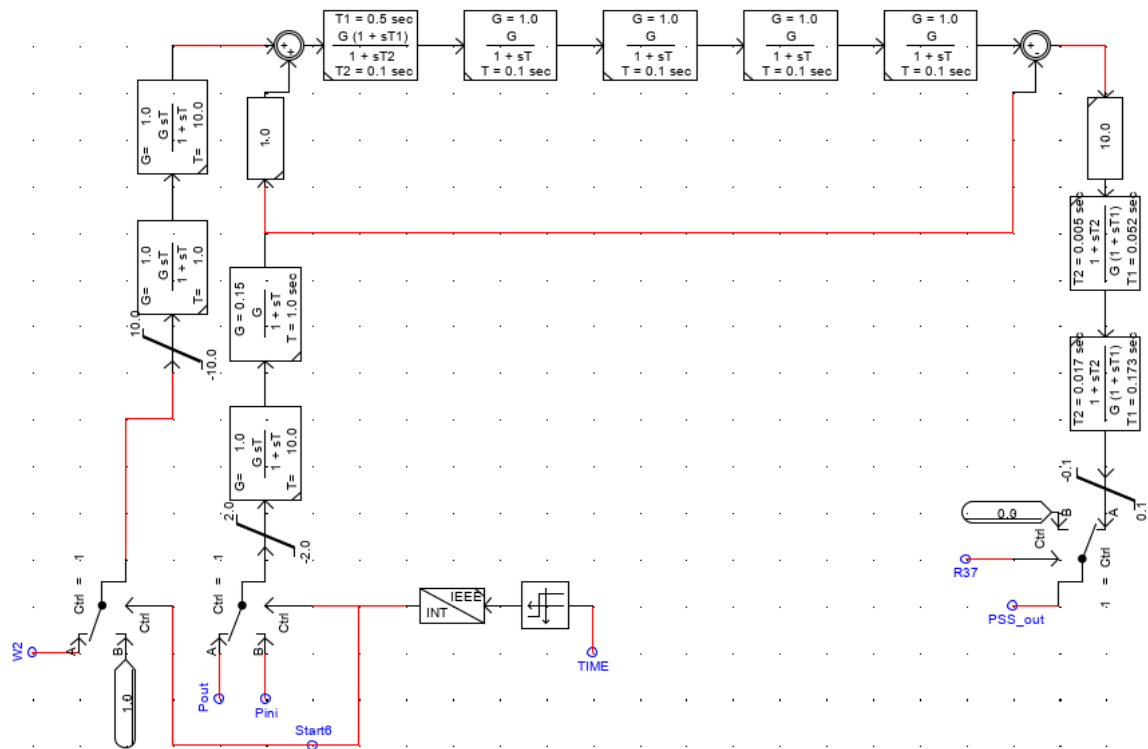 T1 = 0.5 sec
G (1 + sT1)
1 + sT2
T2 = 0.1 sec
G = 1.0
G
1 + sT
T = 0.1 sec
G = 1.0
G
1 + sT
T = 0.1 sec
G = 1.0
G
1 + sT
T = 0.1 sec
G = 1.0
G
1 + sT
T = 0.1 sec
+
+
+
-
G= 1.0
G sT
1 + sT
T= 10.0
1.0
10.0
G= 1.0
G sT
1 + sT
T= 1.0
10.0
-10.0
G = 0.15
G
1 + sT
T = 1.0 sec
T2 = 0.005 sec
1 + sT2
G (1 + sT1)
T1 = 0.052 sec
T2 = 0.017 sec
1 + sT2
G (1 + sT1)
T1 = 0.173 sec
G= 1.0
G sT
1 + sT
T= 10.0
2.0
-2.0
-0.1
0.1
0.0
B
A
Ctrl
Ctrl = 1
R37
PSS_out
Ctrl = 1
Ctrl
A
B
W2
1.0
Ctrl = 1
Ctrl
A
B
Pout
Pini
IEEE
INT
TIME
Start6